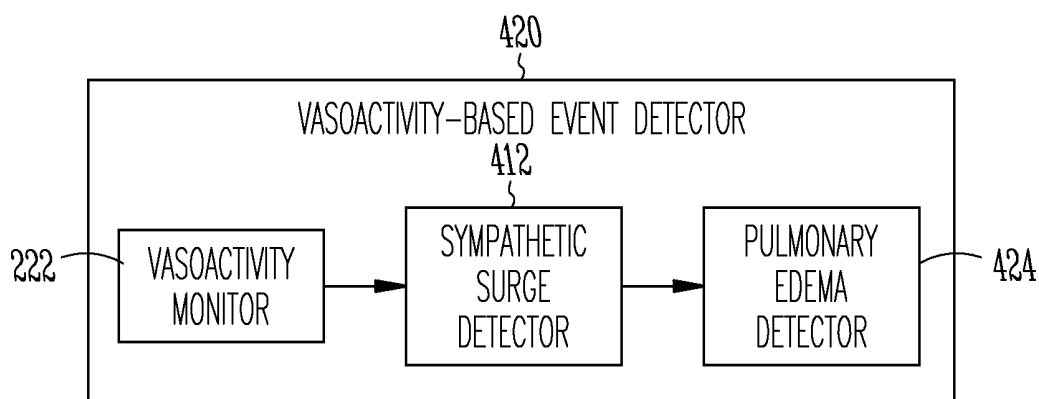 420
VASOACTIVITY-BASED EVENT DETECTOR
412
222
VASOACTIVITY
MONITOR
SYMPATHETIC
SURGE
DETECTOR
PULMONARY
EDEMA
DETECTOR
424